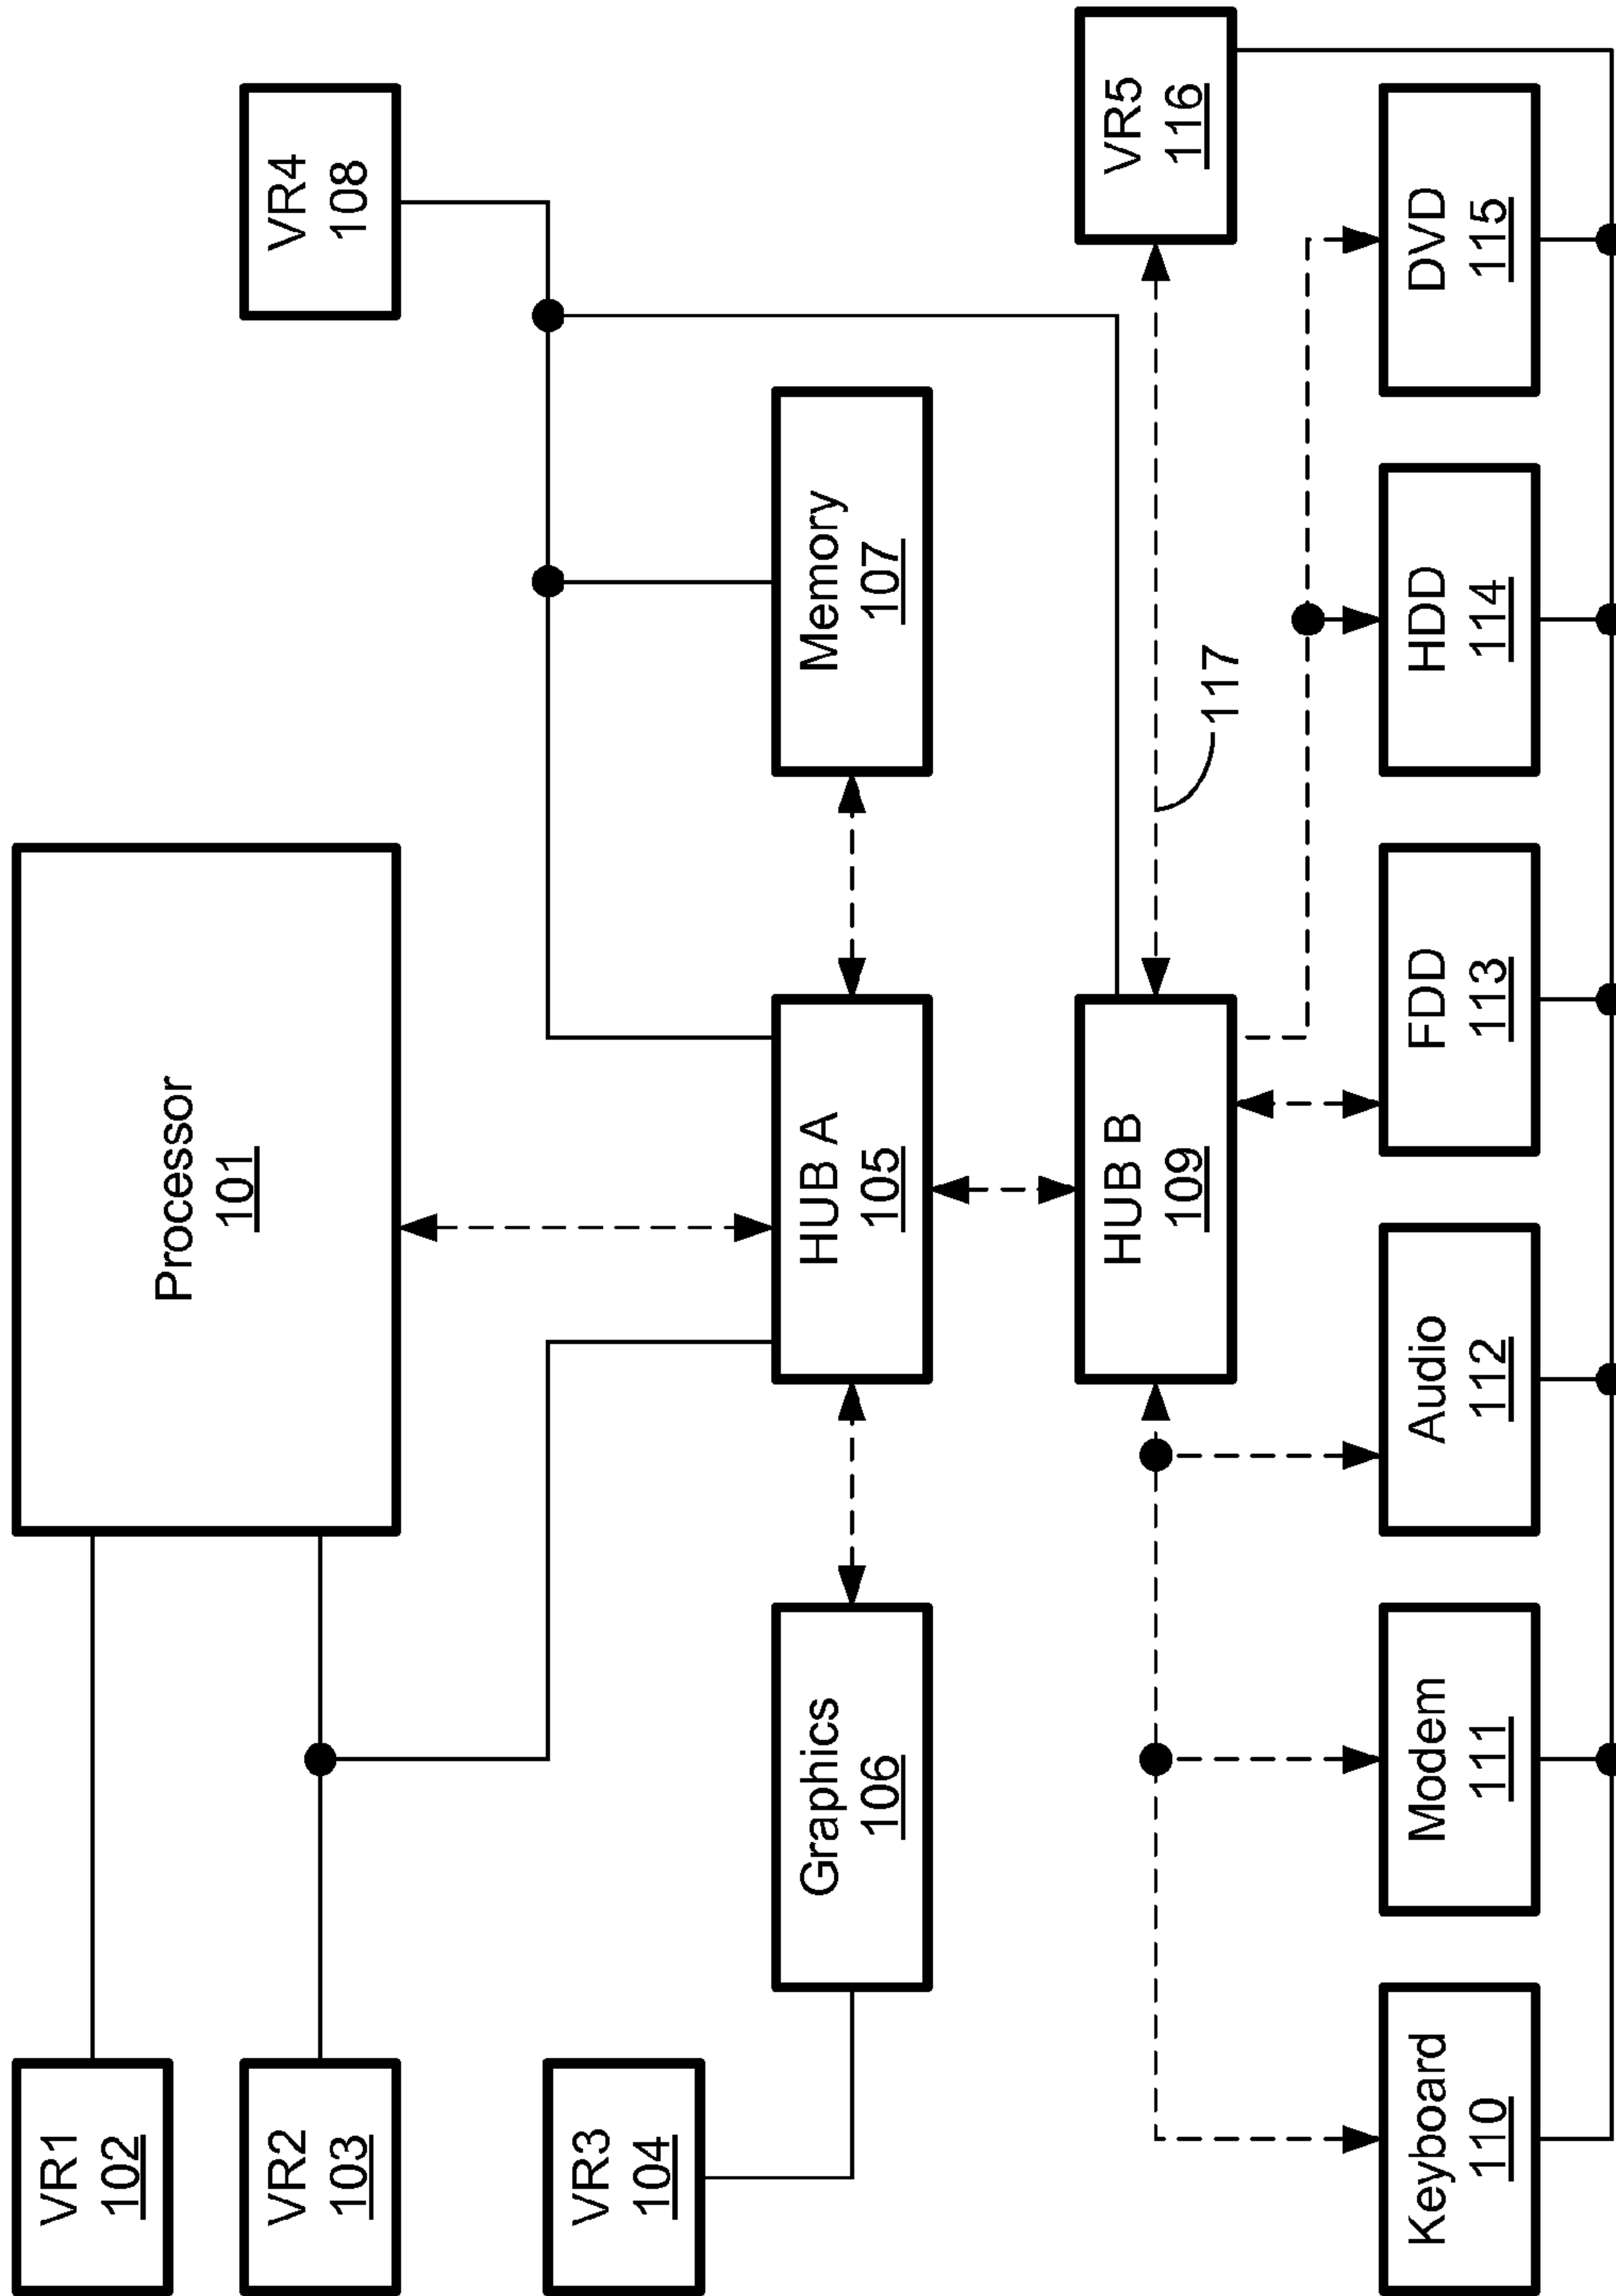 VR1
102
Processor
101
VR2
103
VR4
108
VR3
104
Graphics
106
HUB A
105
Memory
107
HUB B
109
117
VR5
116
Keyboard
110
Modem
111
Audio
112
FDD
113
HDD
114
DVD
115